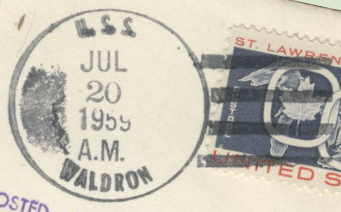 U.S.S.
JUL
20
1959
A.M.
WALDRON
ST. LAWREN
UNITED S
OSTED